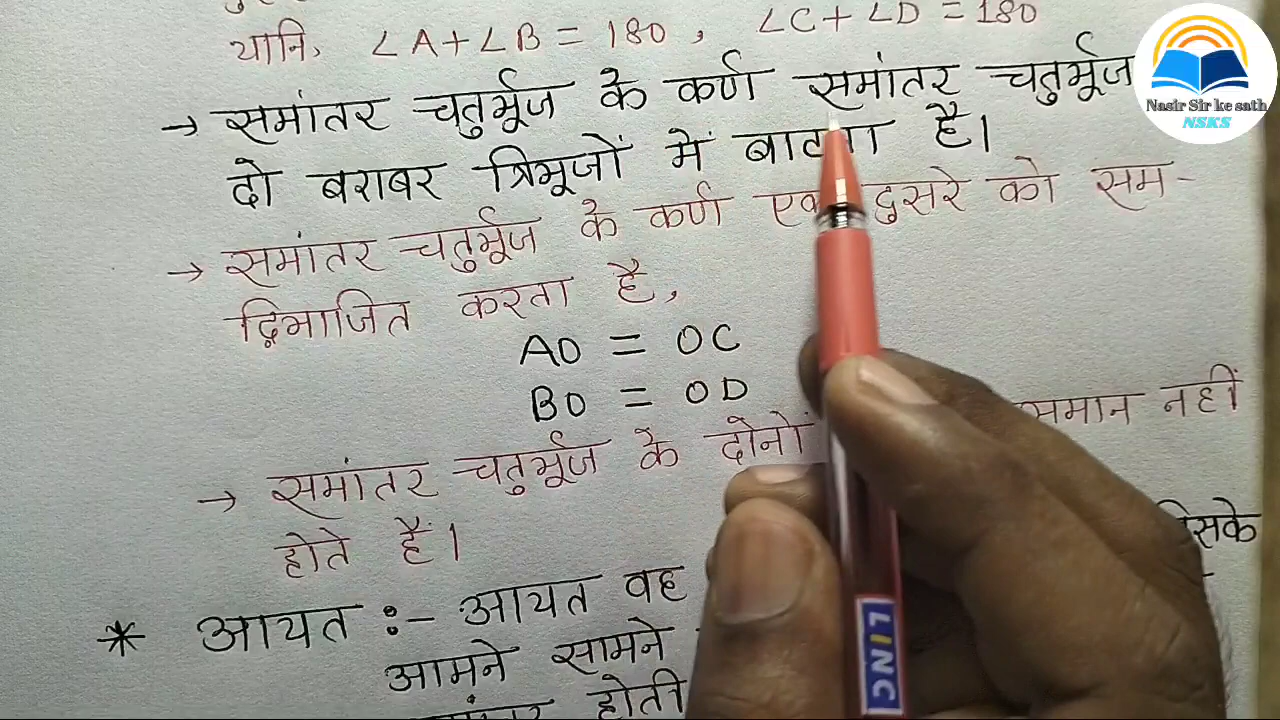 यानि, ∠A+∠B = 180, ∠C+∠D = 180
→ समांतर चतुर्भूज के कर्ण समांतर चतुर्भूज
दो बराबर त्रिभूजों में बाटता है।
→ समांतर चतुर्भूज के कर्ण एक दुसरे को सम-
द्विभाजित करता है,
AO = OC
BO = OD
→ समांतर चतुर्भूज के दोनों समान नहीं
होते हैं।
* आयत :- आयत वह जिसके
आमने सामने
होती
Nasir Sir ke sath
NSKS
LINC